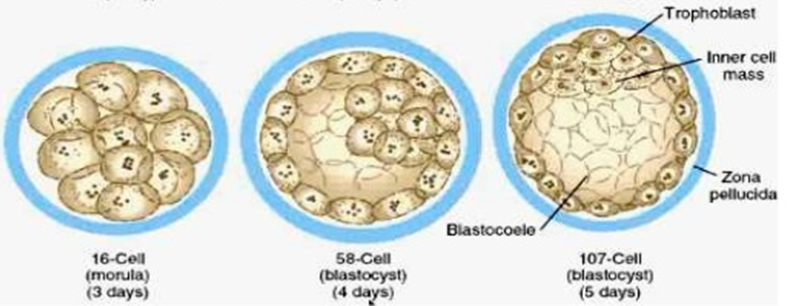 Trophoblast
Inner cell
mass
Zona
pellucida
Blastocoele
16-Cell
(morula)
(3 days)
58-Cell
(blastocyst)
(4 days)
107-Cell
(blastocyst)
(5 days)